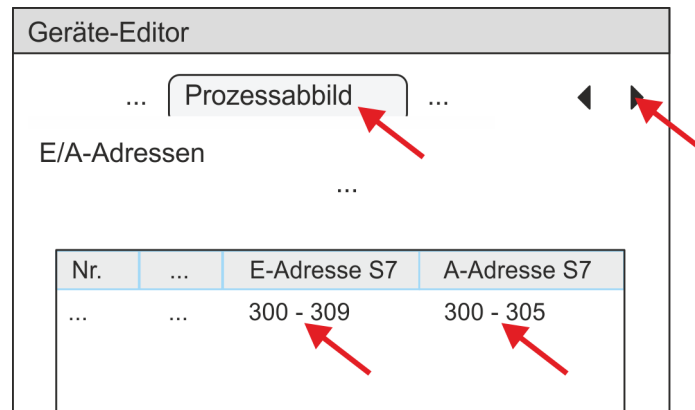 Geräte-Editor
... Prozessabbild ...
E/A-Adressen
...
Nr. ... E-Adresse S7 A-Adresse S7
... ... 300 - 309 300 - 305